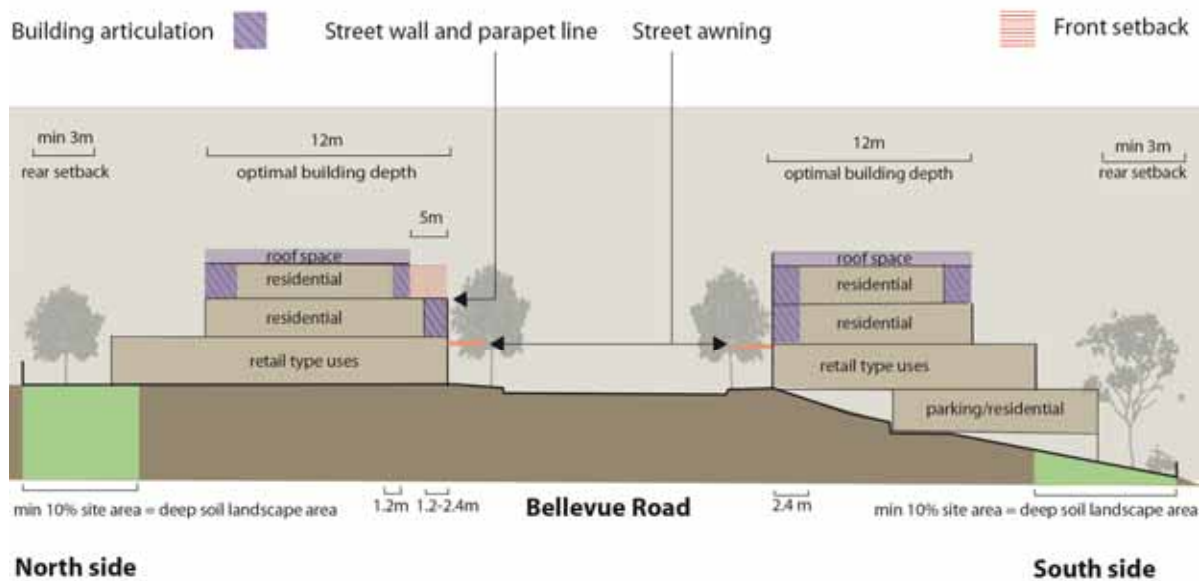 Building articulation
Street wall and parapet line
Street awning
Front setback
min 3m
rear setback
12m
optimal building depth
5m
12m
optimal building depth
min 3m
rear setback
roof space
residential
residential
retail type uses
roof space
residential
residential
retail type uses
parking/residential
min 10% site area = deep soil landscape area
1.2m
1.2-2.4m
Bellevue Road
2.4 m
min 10% site area = deep soil landscape area
North side
South side